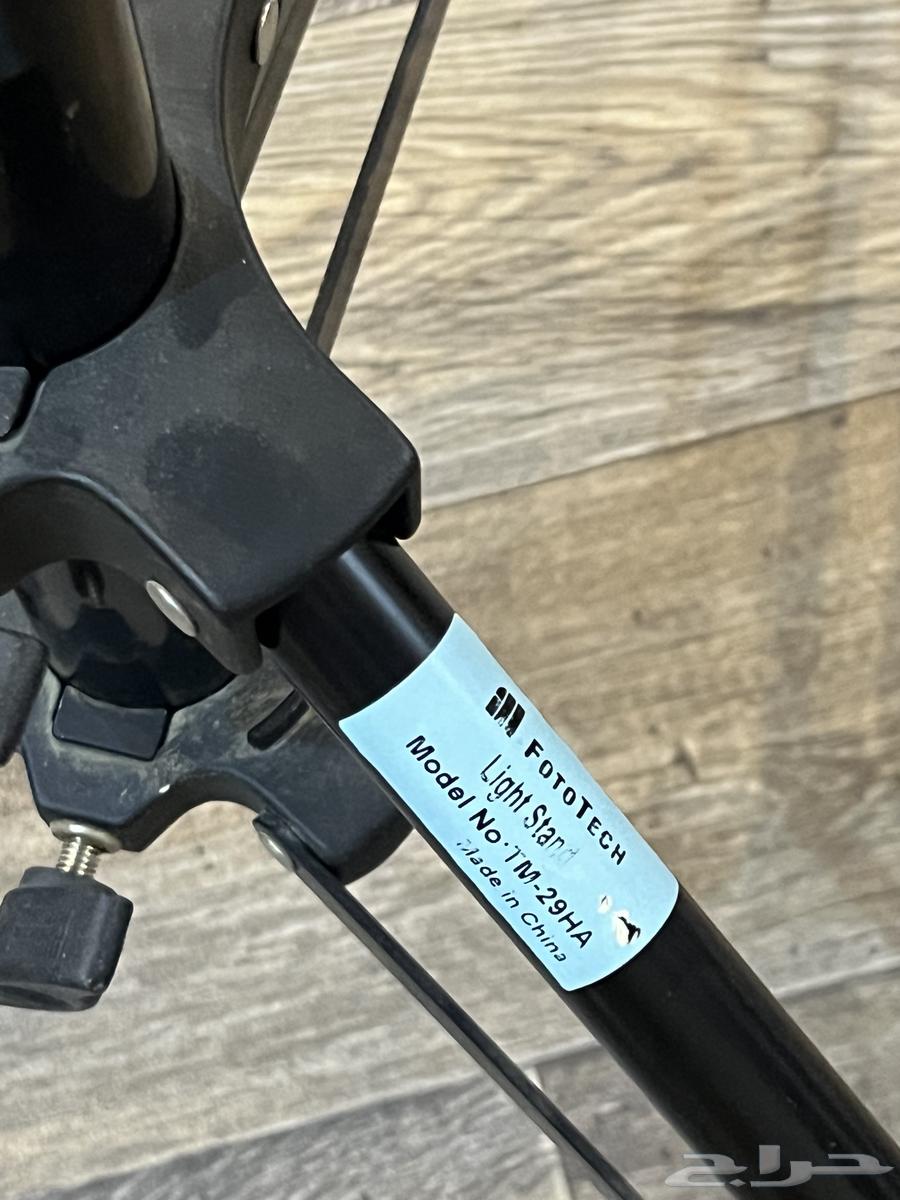 FOTOTECH
Light Stand
Model No. TM-29HA
Made in China
حراج